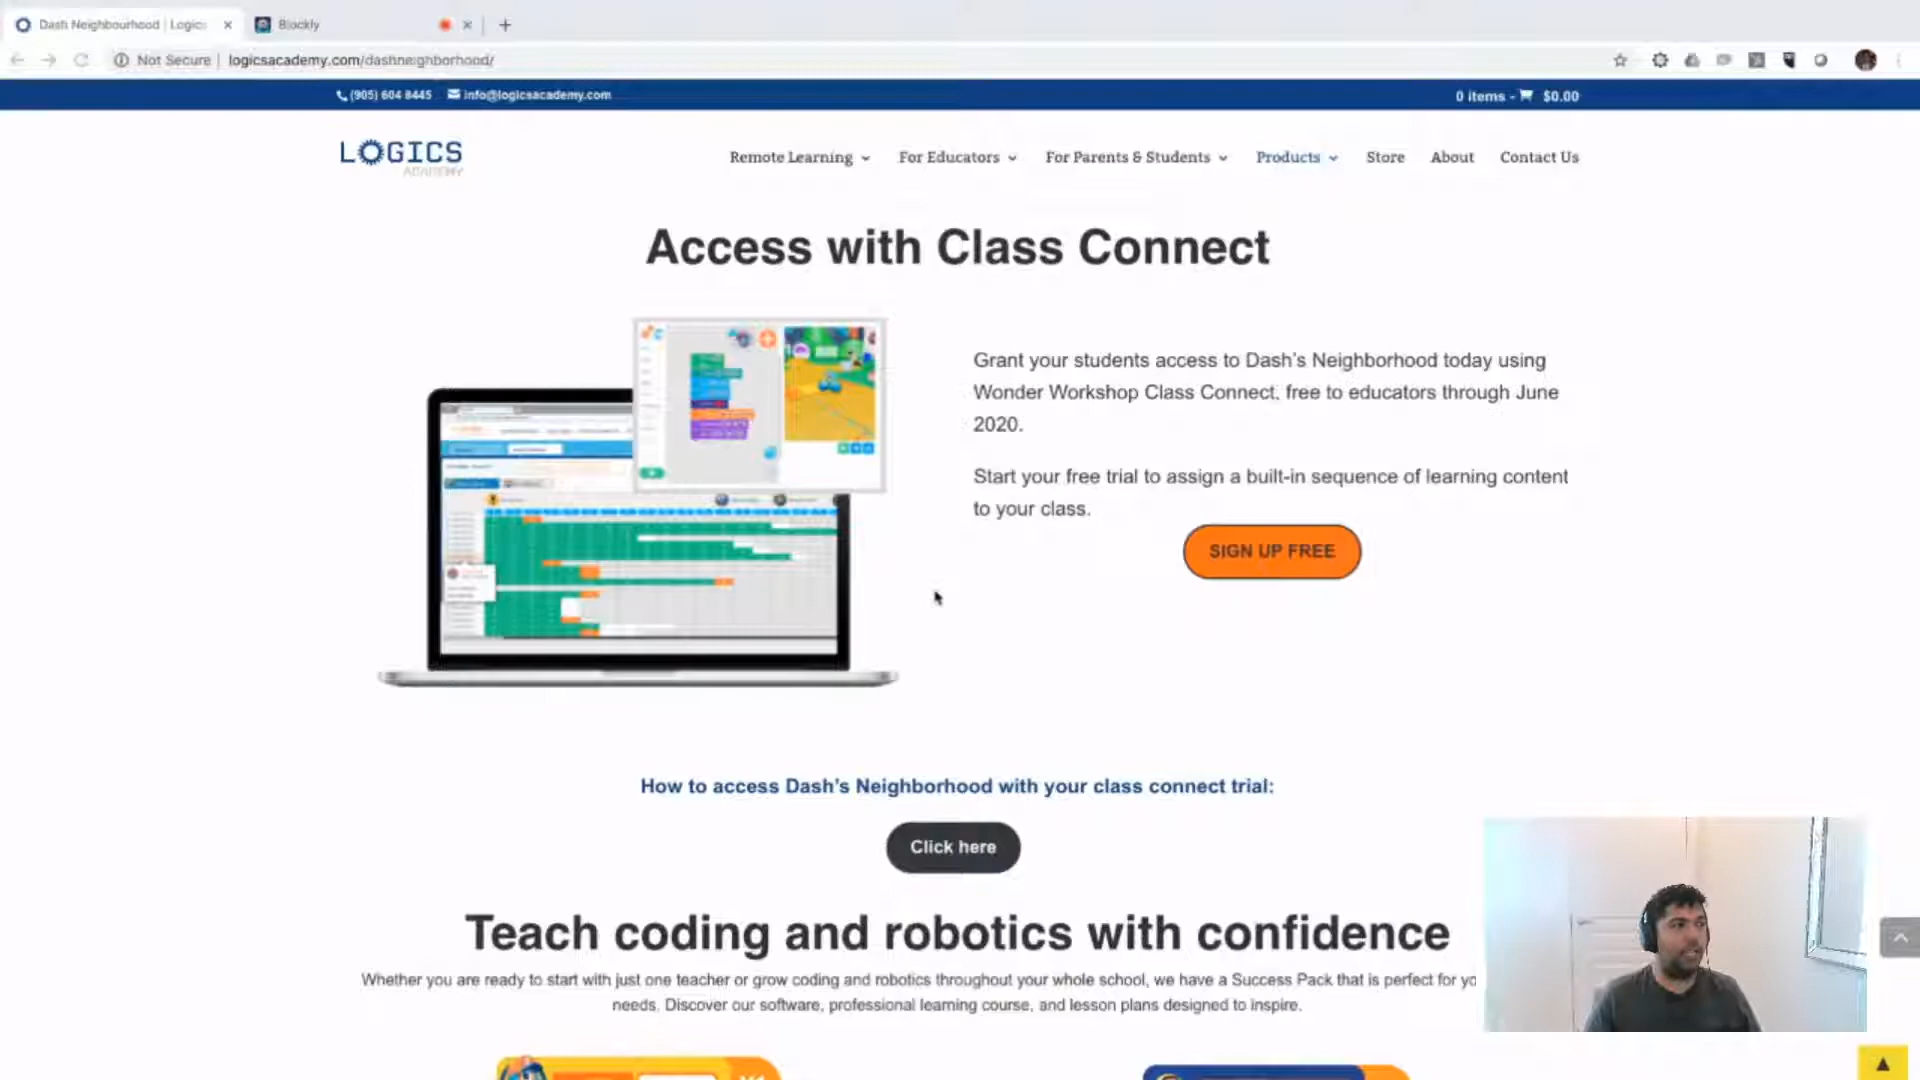 Dash Neighbourhood | Logics
Blockly
Not Secure | logicsacademy.com/dashneighborhood/
(905) 604 8445 info@logicsacademy.com
0 items - $0.00
LOGICS
ACADEMY
Remote Learning For Educators For Parents & Students Products Store About Contact Us
Access with Class Connect
Grant your students access to Dash's Neighborhood today using
Wonder Workshop Class Connect, free to educators through June
2020.
Start your free trial to assign a built-in sequence of learning content
to your class.
SIGN UP FREE
How to access Dash's Neighborhood with your class connect trial:
Click here
Teach coding and robotics with confidence
Whether you are ready to start with just one teacher or grow coding and robotics throughout your whole school, we have a Success Pack that is perfect for yo
needs. Discover our software, professional learning course, and lesson plans designed to inspire.